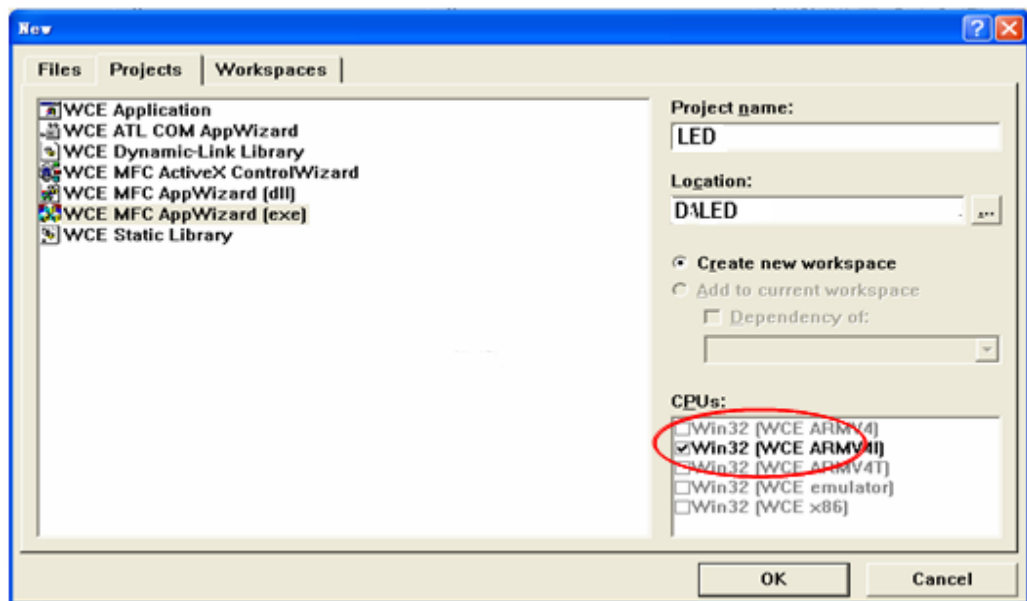 New
Files Projects Workspaces
WCE Application
WCE ATL COM AppWizard
WCE Dynamic-Link Library
WCE MFC ActiveX ControlWizard
WCE MFC AppWizard (dll)
WCE MFC AppWizard (exe)
WCE Static Library
Project name:
LED
Location:
D:\LED
...
Create new workspace
Add to current workspace
Dependency of:
CPUs:
Win32 (WCE ARMV4)
Win32 (WCE ARMV4I)
Win32 (WCE ARMV4T)
Win32 (WCE emulator)
Win32 (WCE x86)
OK Cancel